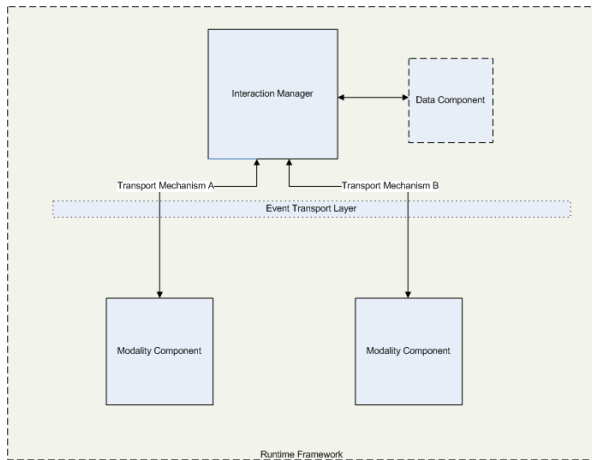 Interaction Manager
Data Component
Transport Mechanism A
Transport Mechanism B
Event Transport Layer
Modality Component
Modality Component
Runtime Framework